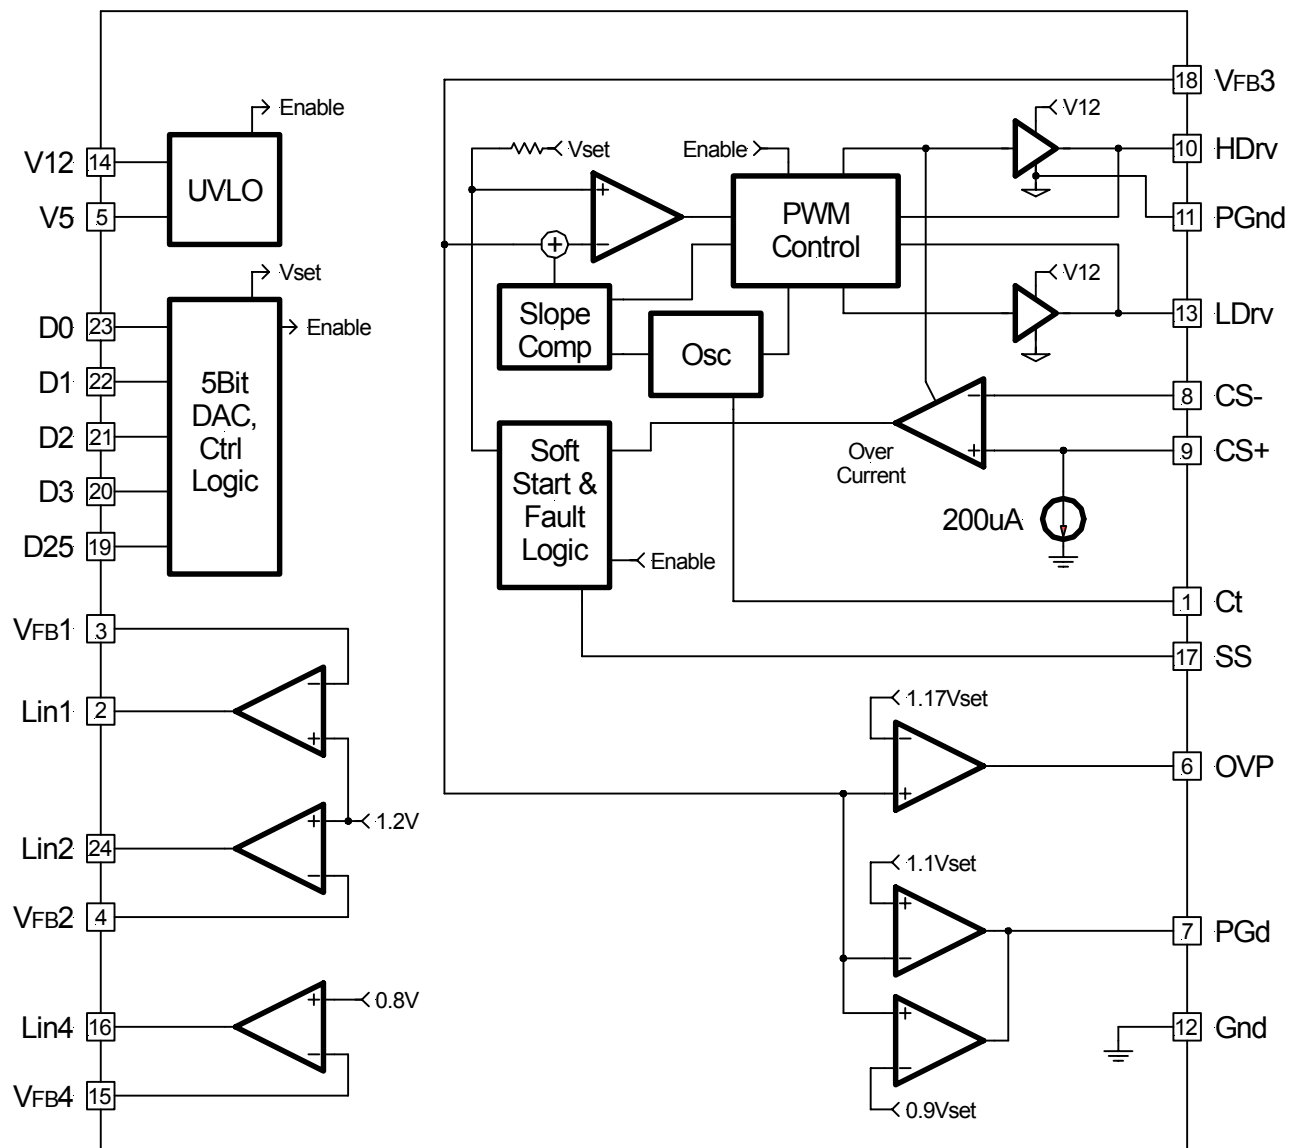 V12 14
V5 5
UVLO
Enable
D0 23
D1 22
D2 21
D3 20
D25 19
5Bit
DAC,
Ctrl
Logic
Vset
Enable
VFB1 3
Lin1 2
Lin2 24
VFB2 4
− +
+ −
1.2V
Lin4 16
VFB4 15
+ −
0.8V
Vset
+
−
+
Enable
PWM
Control
Slope
Comp
Osc
Soft
Start &
Fault
Logic
Enable
V12
V12
Over
Current
−
+
200uA
18 VFB3
10 HDrv
11 PGnd
13 LDrv
8 CS-
9 CS+
1 Ct
17 SS
1.17Vset
−
+
6 OVP
1.1Vset
+
−
7 PGd
+
−
0.9Vset
12 Gnd